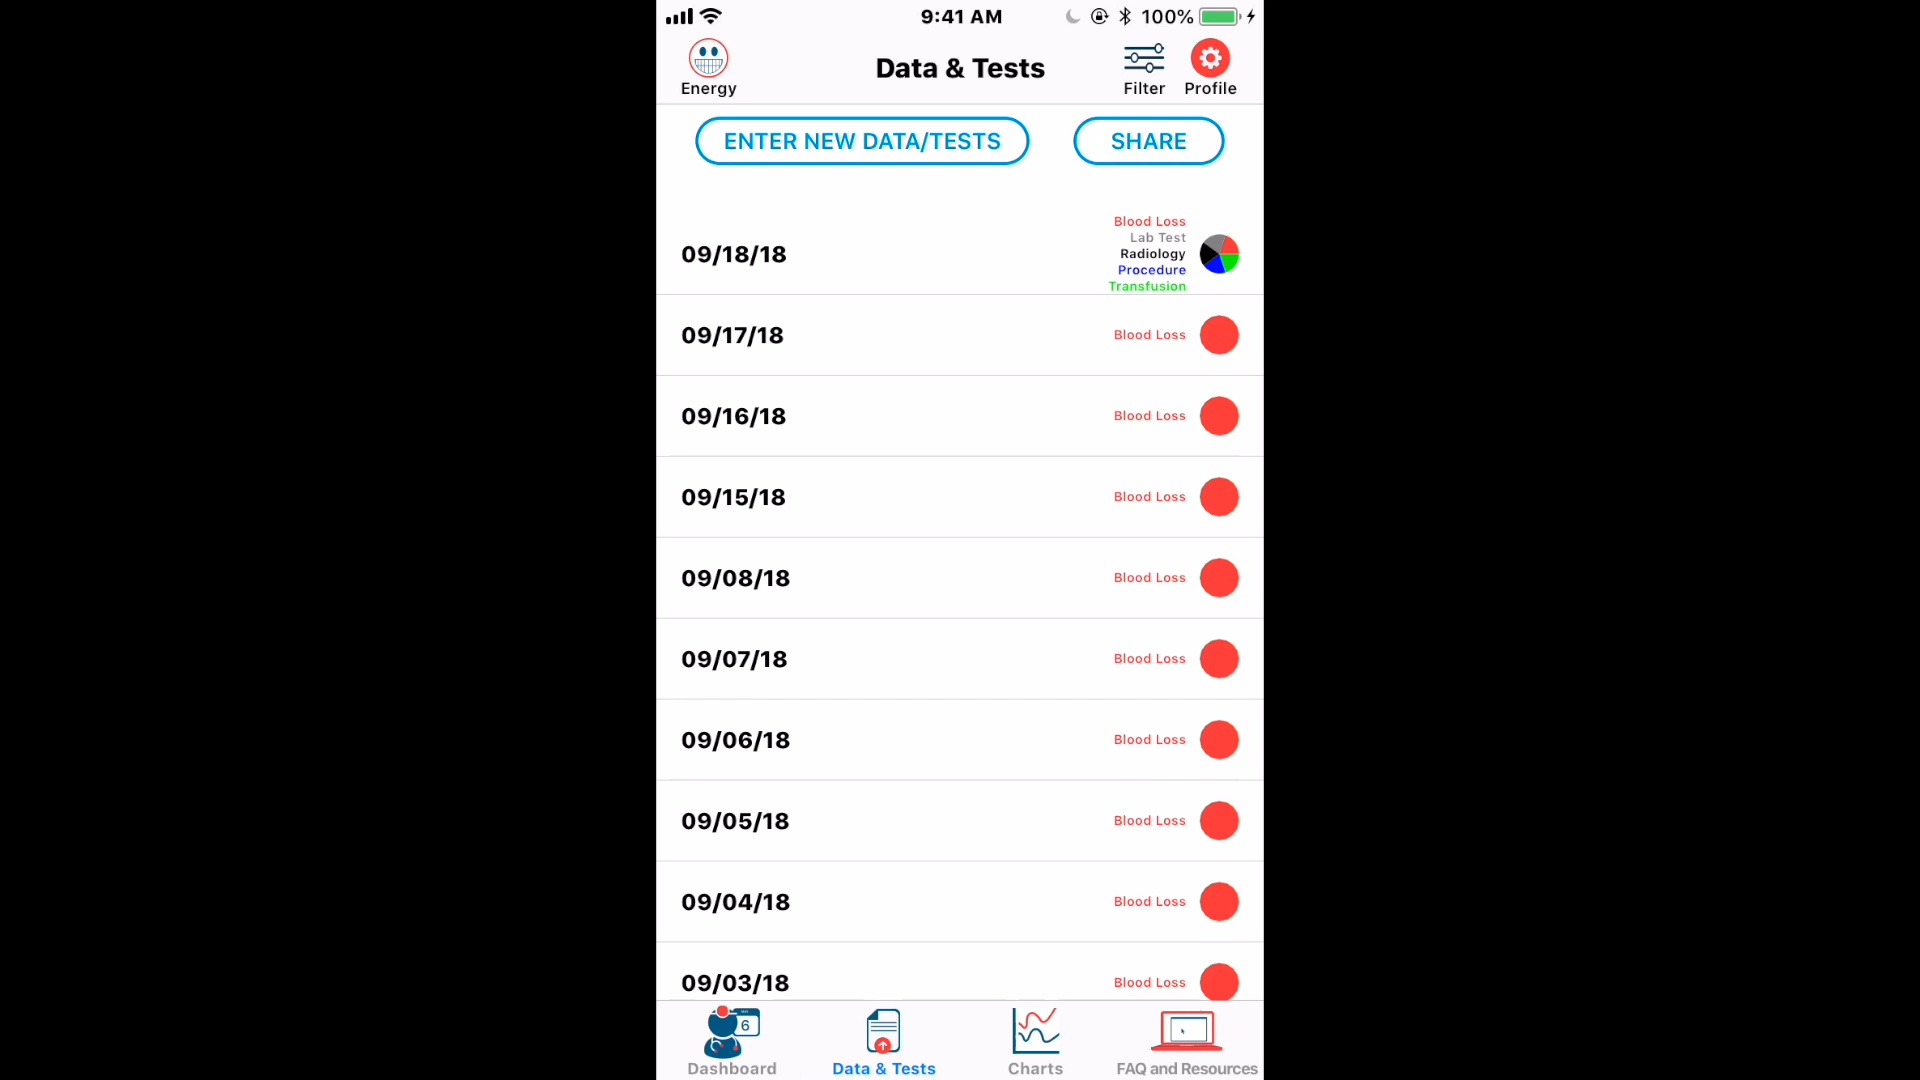 9:41 AM
100%
Energy
Data & Tests
Filter
Profile
ENTER NEW DATA/TESTS
SHARE
09/18/18
Blood Loss
Lab Test
Radiology
Procedure
Transfusion
09/17/18
Blood Loss
09/16/18
Blood Loss
09/15/18
Blood Loss
09/08/18
Blood Loss
09/07/18
Blood Loss
09/06/18
Blood Loss
09/05/18
Blood Loss
09/04/18
Blood Loss
09/03/18
Blood Loss
6
Dashboard
Data & Tests
Charts
FAQ and Resources